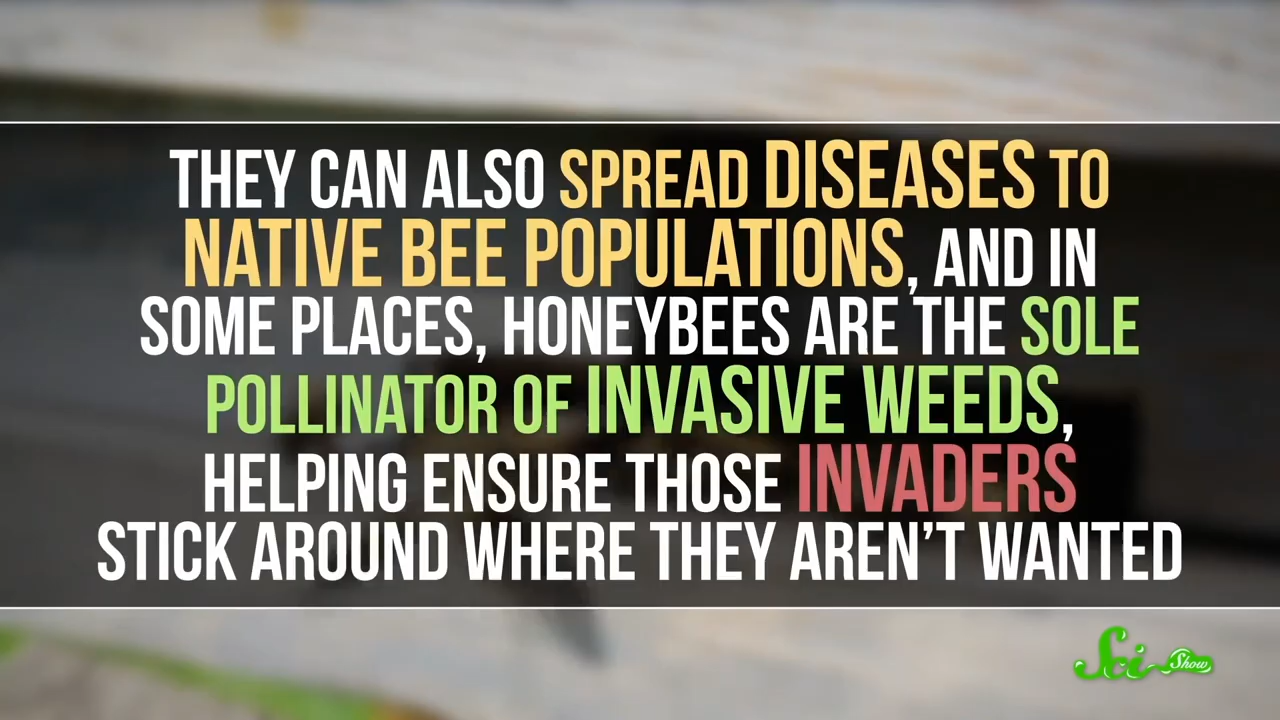 THEY CAN ALSO SPREAD DISEASES TO
NATIVE BEE POPULATIONS, AND IN
SOME PLACES, HONEYBEES ARE THE SOLE
POLLINATOR OF INVASIVE WEEDS,
HELPING ENSURE THOSE INVADERS
STICK AROUND WHERE THEY AREN'T WANTED
Sci Show